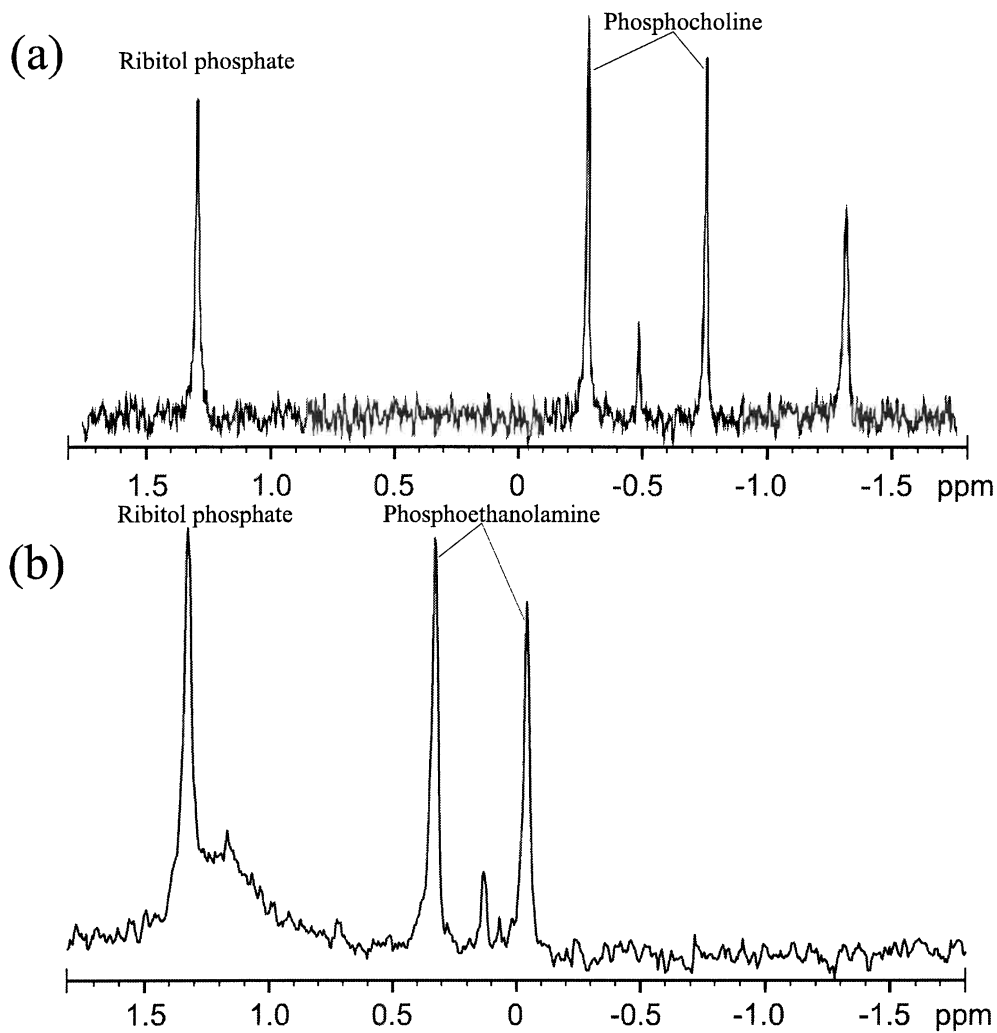 (a)
Ribitol phosphate
Phosphocholine
1.5 1.0 0.5 0 -0.5 -1.0 -1.5 ppm
Ribitol phosphate
Phosphoethanolamine
(b)
1.5 1.0 0.5 0 -0.5 -1.0 -1.5 ppm